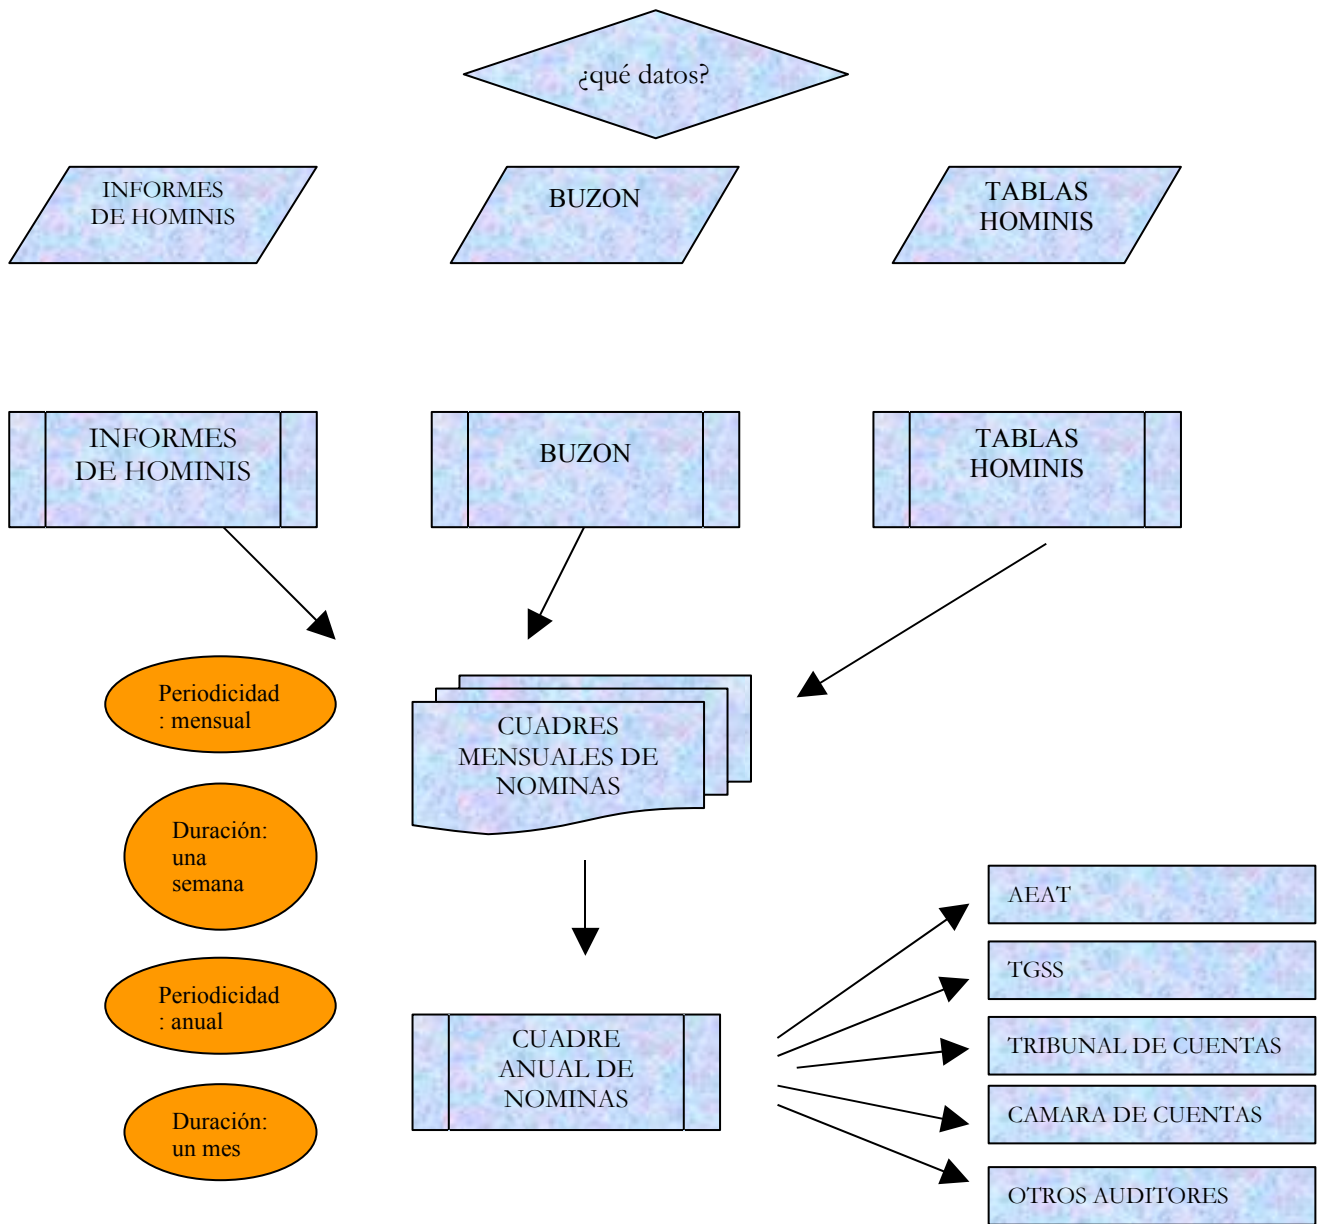 ¿qué datos?
INFORMES
DE HOMINIS
BUZON
TABLAS
HOMINIS
INFORMES
DE HOMINIS
BUZON
TABLAS
HOMINIS
Periodicidad
: mensual
CUADRES
MENSUALES DE
NOMINAS
Duración:
una
semana
AEAT
TGSS
Periodicidad
: anual
CUADRE
ANUAL DE
NOMINAS
TRIBUNAL DE CUENTAS
CAMARA DE CUENTAS
Duración:
un mes
OTROS AUDITORES